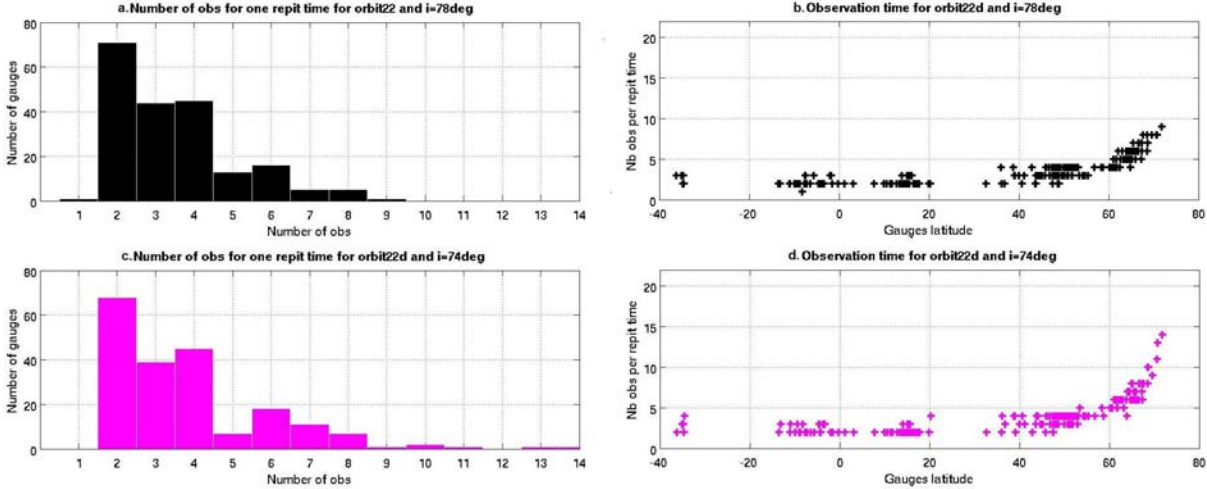 a. Number of obs for one repit time for orbit22 and i=78deg
80
60
40
20
0
Number of gauges
1 2 3 4 5 6 7 8 9 10 11 12 13 14
Number of obs
b. Observation time for orbit22d and i=78deg
20
15
10
5
0
Nb obs per repit time
-40 -20 0 20 40 60 80
Gauges latitude
c. Number of obs for one repit time for orbit22d and i=74deg
80
60
40
20
0
Number of gauges
1 2 3 4 5 6 7 8 9 10 11 12 13 14
Number of obs
d. Observation time for orbit22d and i=74deg
20
15
10
5
0
Nb obs per repit time
-40 -20 0 20 40 60 80
Gauges latitude